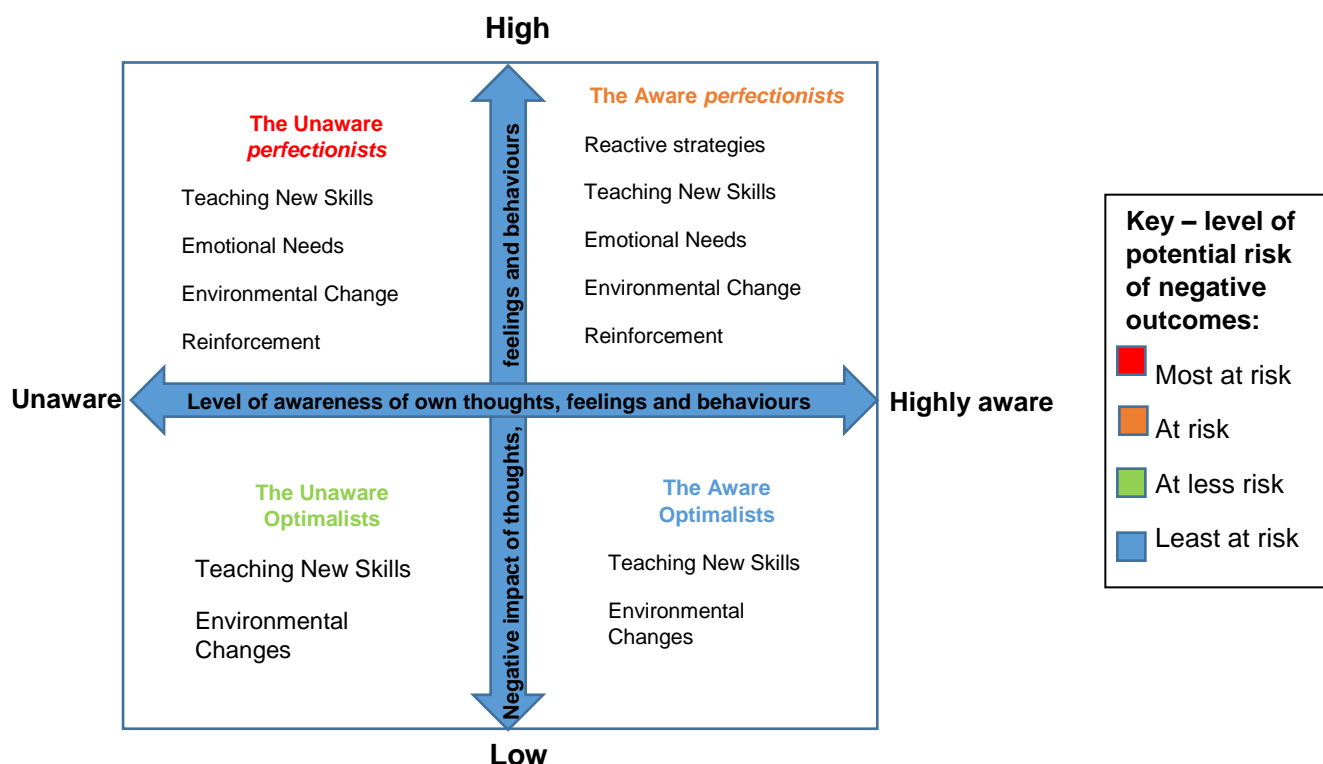 High
The Unaware
perfectionists
Teaching New Skills
Emotional Needs
Environmental Change
Reinforcement
The Aware perfectionists
Reactive strategies
Teaching New Skills
Emotional Needs
Environmental Change
Reinforcement
Negative impact of thoughts, feelings and behaviours
Unaware
Level of awareness of own thoughts, feelings and behaviours
Highly aware
The Unaware
Optimalists
Teaching New Skills
Environmental
Changes
The Aware
Optimalists
Teaching New Skills
Environmental
Changes
Low
Key – level of
potential risk
of negative
outcomes:
Most at risk
At risk
At less risk
Least at risk